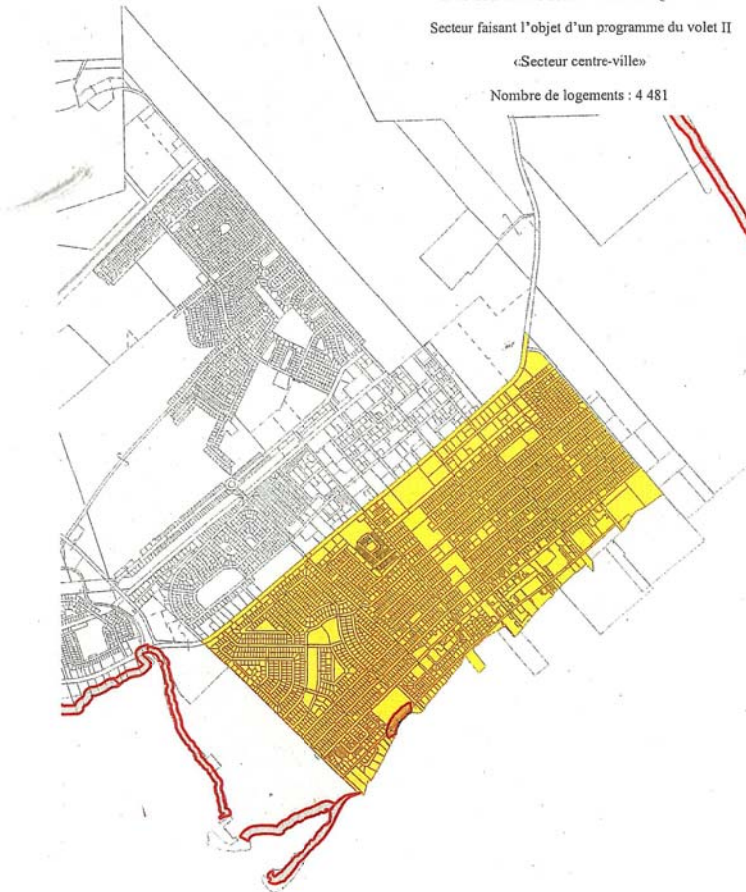 Secteur faisant l'objet d'un programme du volet II
«Secteur centre-ville»
Nombre de logements : 4 481